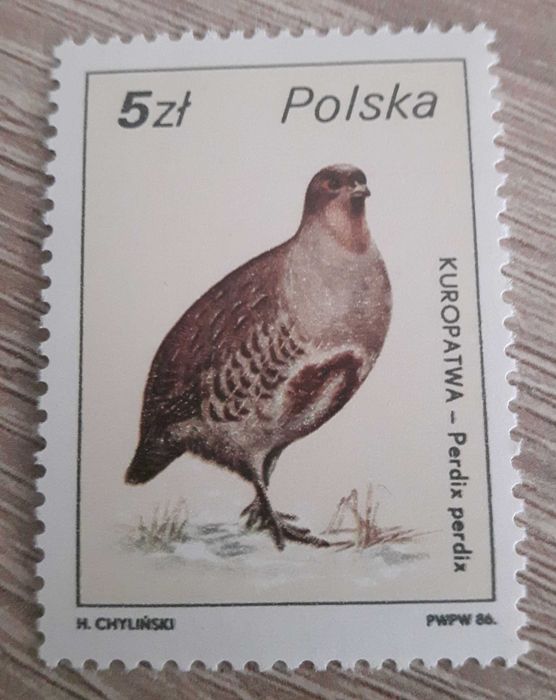 5zł Polska
KUROPATWA – Perdix perdix
H. CHYLIŃSKI PWPW 86.